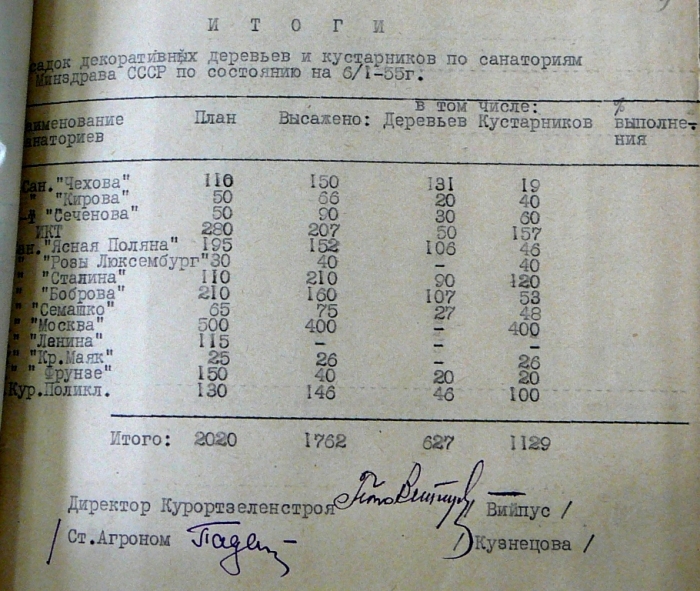 И Т О Г И
садок декоративных деревьев и кустарников по санаториям
Минздрава СССР по состоянию на 6/I-55г.
в том числе: %
аименование План Высажено: Деревьев Кустарников выполне-
анаториев ния
Сан."Чехова" 110 150 131 19
" "Кирова" 50 66 20 40
"Сеченова" 50 90 30 60
ИКТ 280 207 50 157
ан."Ясная Поляна" 195 152 106 46
" "Розы Люксембург" 30 40 - 40
" "Сталина" 110 210 90 120
" "Боброва" 210 160 107 53
" "Семашко" 65 75 27 48
" "Москва" 500 400 - 400
" "Ленина" 115 - - -
" "Кр.Маяк" 25 26 - 26
" "Фрунзе" 150 40 20 20
Кур.Поликл. 130 146 46 100
Итого: 2020 1762 627 1129
Директор Курортзеленстроя / Вийпус /
/ Ст.Агроном / Кузнецова /